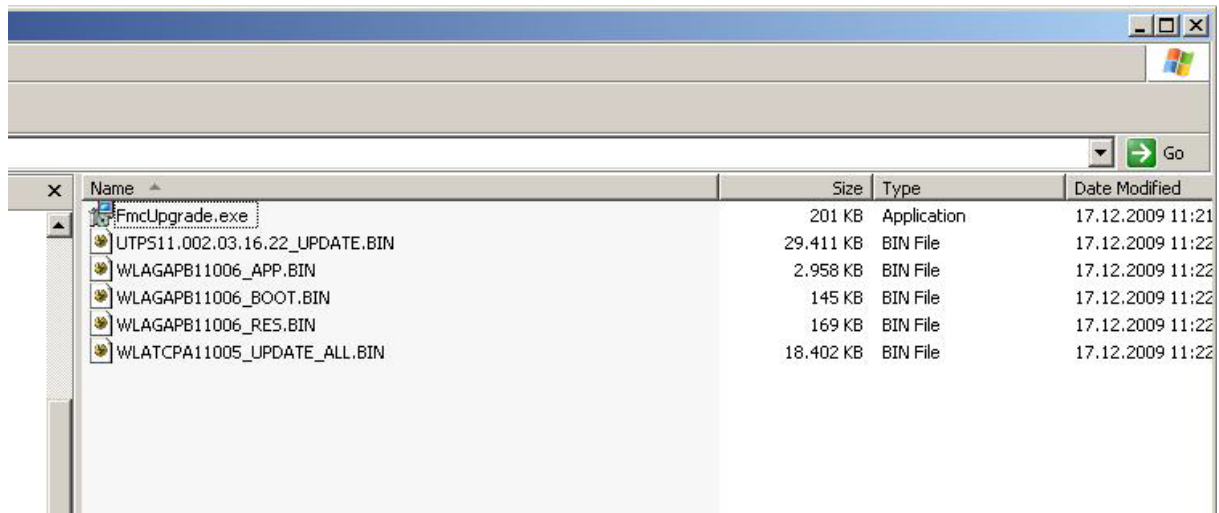 Go
Name Size Type Date Modified
FmcUpgrade.exe 201 KB Application 17.12.2009 11:21
UTPS11.002.03.16.22_UPDATE.BIN 29.411 KB BIN File 17.12.2009 11:22
WLAGAPB11006_APP.BIN 2.958 KB BIN File 17.12.2009 11:22
WLAGAPB11006_BOOT.BIN 145 KB BIN File 17.12.2009 11:22
WLAGAPB11006_RES.BIN 169 KB BIN File 17.12.2009 11:22
WLATCPA11005_UPDATE_ALL.BIN 18.402 KB BIN File 17.12.2009 11:22